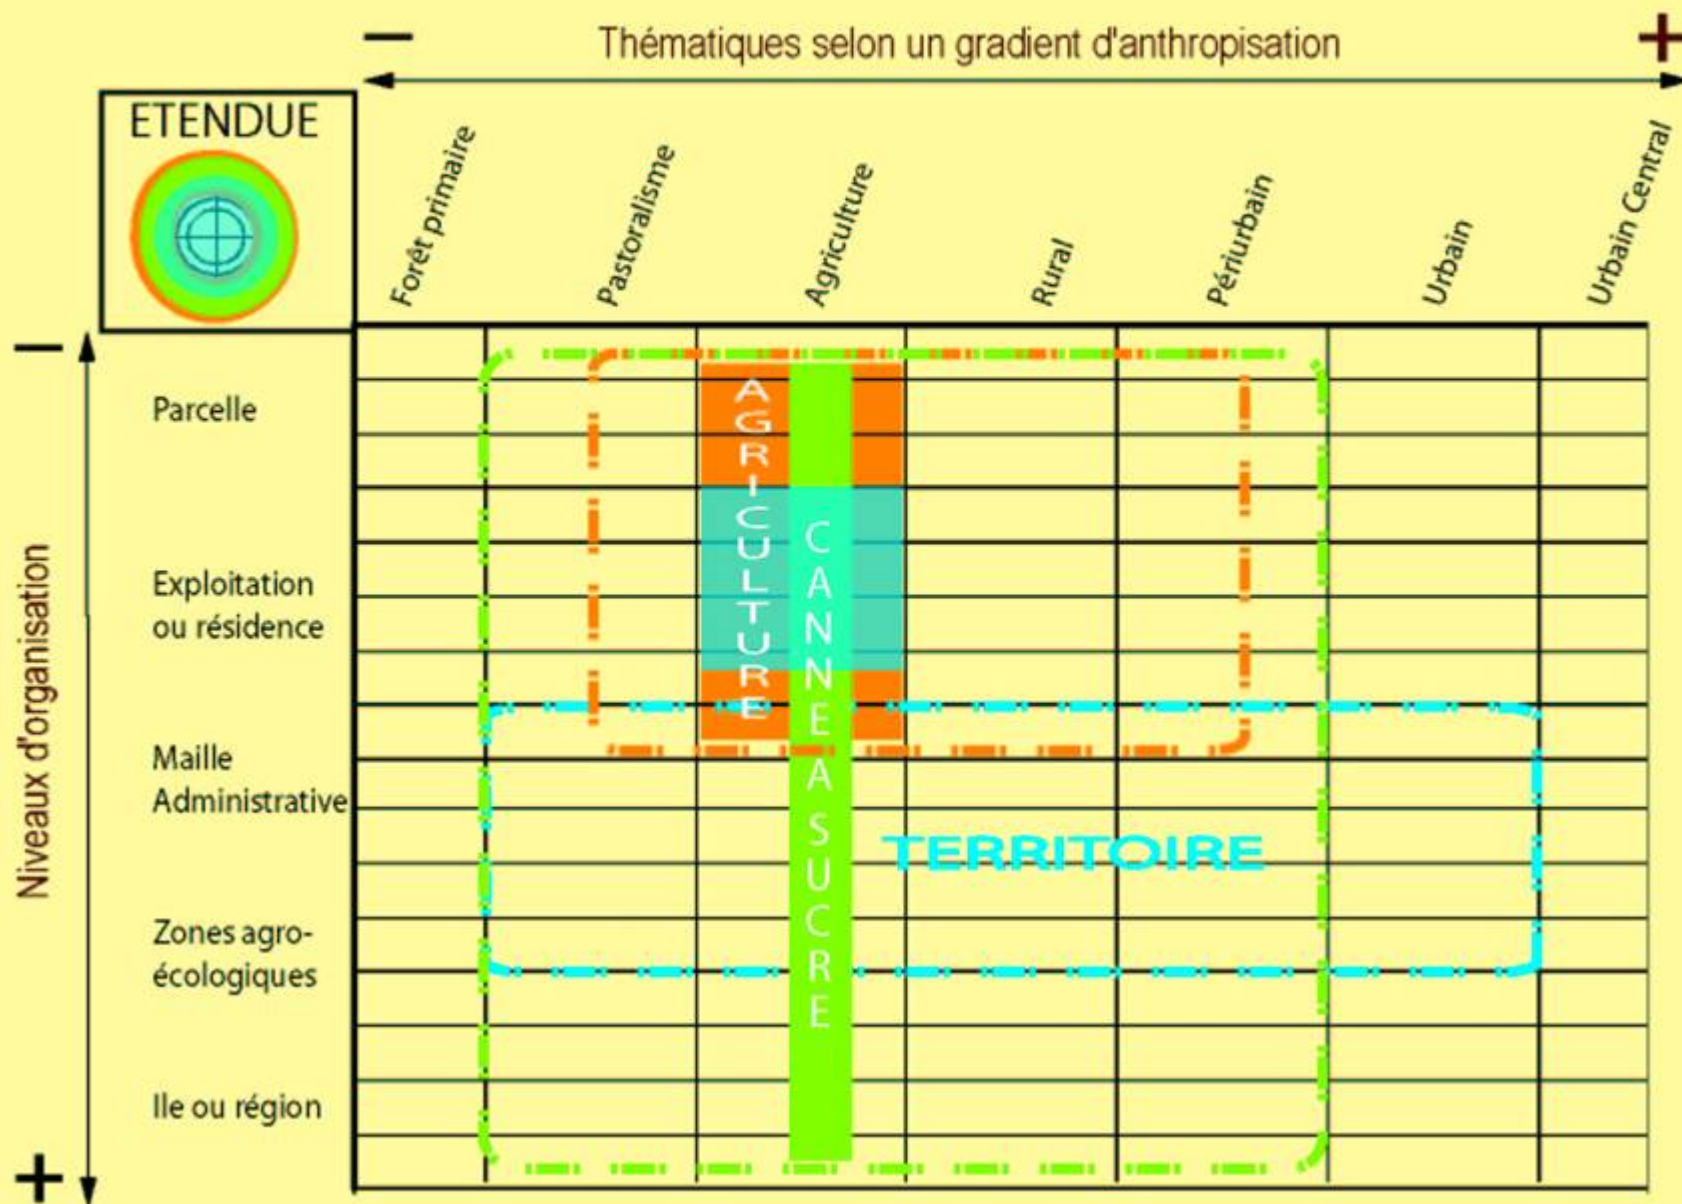 − Thématiques selon un gradient d'anthropisation +
ETENDUE
Forêt primaire
Pastoralisme
Agriculture
Rural
Périurbain
Urbain
Urbain Central
−
Niveaux d'organisation
+
Parcelle
Exploitation
ou résidence
Maille
Administrative
Zones agro-
écologiques
Ile ou région
AGRICULTURE
CANNE A SUCRE
TERRITOIRE